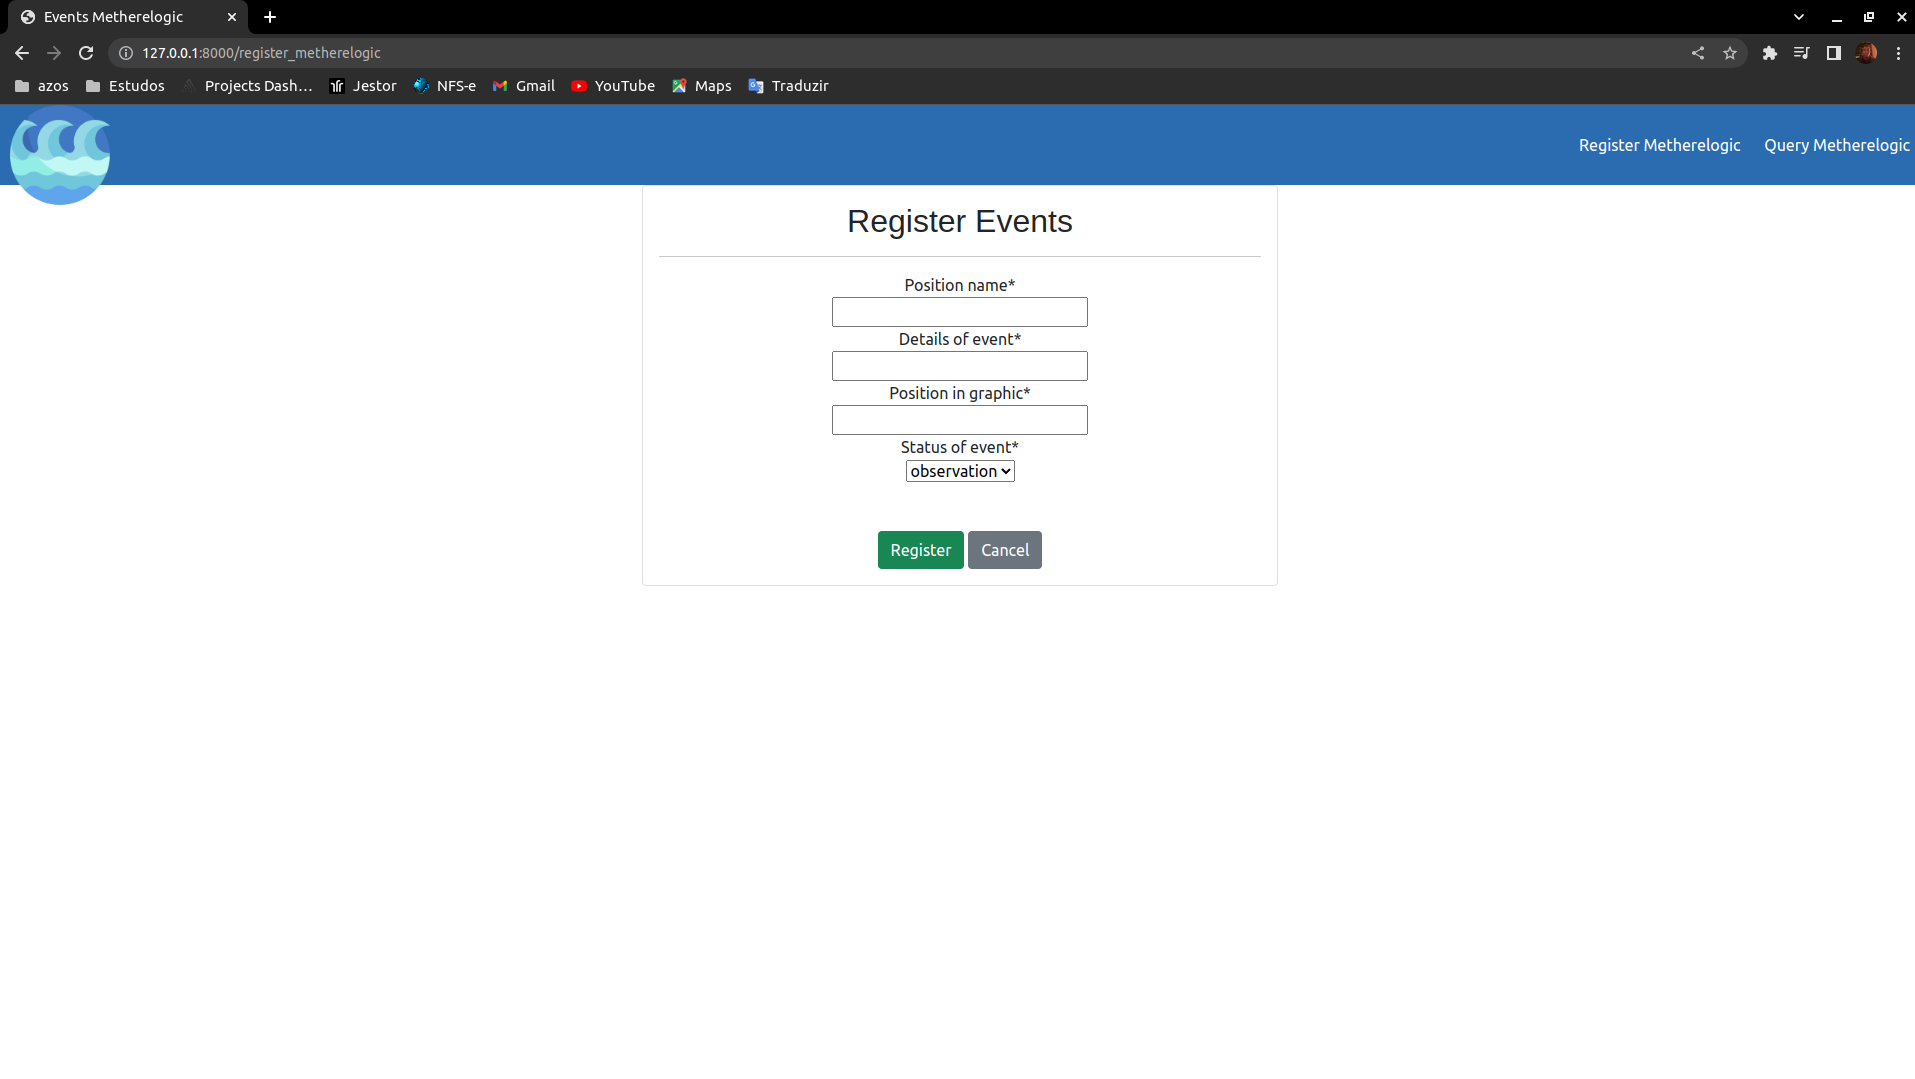 Events Metherelogic
127.0.0.1:8000/register_metherelogic
azos Estudos Projects Dash... Jestor NFS-e Gmail YouTube Maps Traduzir
Register Metherelogic Query Metherelogic
Register Events
Position name*
Details of event*
Position in graphic*
Status of event*
observation
Register Cancel